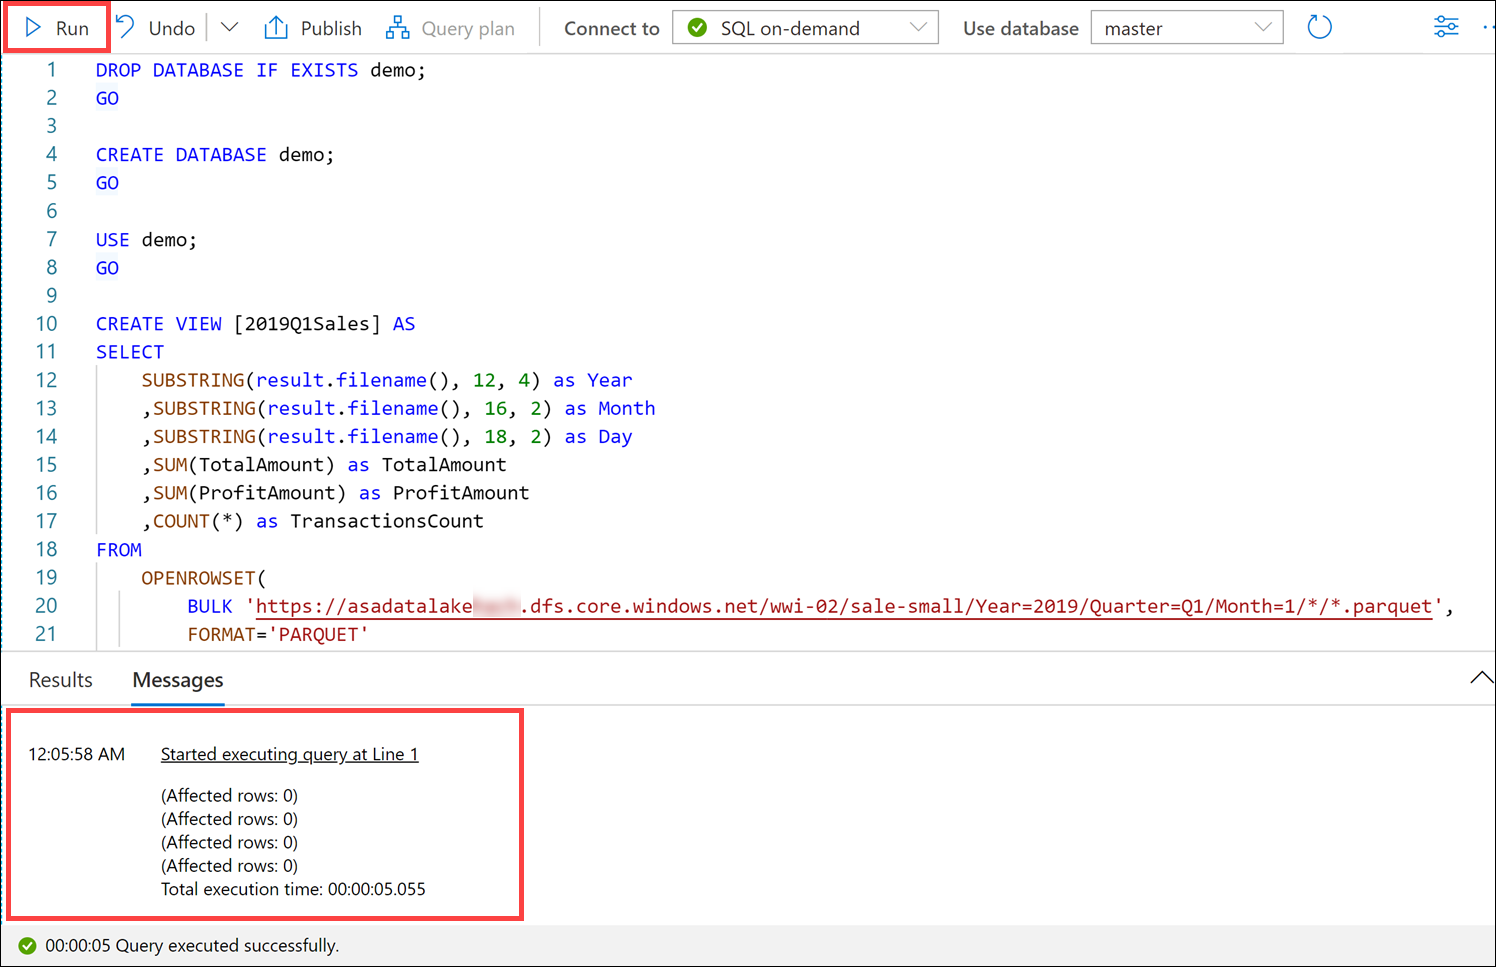 Run Undo Publish Query plan Connect to SQL on-demand Use database master
1 DROP DATABASE IF EXISTS demo;
2 GO
3
4 CREATE DATABASE demo;
5 GO
6
7 USE demo;
8 GO
9
10 CREATE VIEW [2019Q1Sales] AS
11 SELECT
12 SUBSTRING(result.filename(), 12, 4) as Year
13 ,SUBSTRING(result.filename(), 16, 2) as Month
14 ,SUBSTRING(result.filename(), 18, 2) as Day
15 ,SUM(TotalAmount) as TotalAmount
16 ,SUM(ProfitAmount) as ProfitAmount
17 ,COUNT(*) as TransactionsCount
18 FROM
19 OPENROWSET(
20 BULK 'https://asadatalake .dfs.core.windows.net/wwi-02/sale-small/Year=2019/Quarter=Q1/Month=1/*/*.parquet',
21 FORMAT='PARQUET'
Results Messages
12:05:58 AM Started executing query at Line 1
(Affected rows: 0)
(Affected rows: 0)
(Affected rows: 0)
(Affected rows: 0)
Total execution time: 00:00:05.055
00:00:05 Query executed successfully.